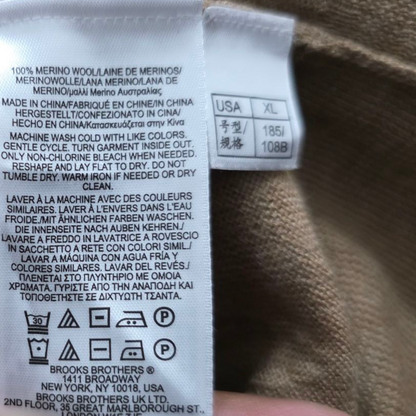 100% MERINO WOOL/LAINE DE MERINOS/
MERINOWOLLE/LANA MERINO/LANA DE
MERINO/μαλλί Μερινο Αυστραλίας
MADE IN CHINA/FABRIQUÉ EN CHINE/IN CHINA
HERGESTELLT/CONFEZIONATO IN CINA/
HECHO EN CHINA/Κατασκευάζεται στην Κίνα
MACHINE WASH COLD WITH LIKE COLORS.
GENTLE CYCLE. TURN GARMENT INSIDE OUT.
ONLY NON-CHLORINE BLEACH WHEN NEEDED.
RESHAPE AND LAY FLAT TO DRY. DO NOT
TUMBLE DRY. WARM IRON IF NEEDED OR DRY
CLEAN.
LAVER À LA MACHINE AVEC DES COULEURS
SIMILAIRES. LAVER À L'ENVERS DANS L'EAU
FROIDE./MIT ÄHNLICHEN FARBEN WASCHEN.
DIE INNENSEITE NACH AUßEN KEHREN./
LAVARE A FREDDO IN LAVATRICE A ROVESCIO
IN SACCHETTO A RETE CON COLORI SIMIL./
LAVAR A MÁQUINA CON AGUA FRÍA CON
SIMILARES COLORES. LAVAR DEL REVÉS./
ΠΛΕΝΕΤΑΙ ΣΤΟ ΠΛΥΝΤΗΡΙΟ ΜΕ ΟΜΟΙΑ
ΧΡΩΜΑΤΑ. ΓΥΡΙΣΤΕ ΑΠΟ ΤΗΝ ΑΝΑΠΟΔΗ ΚΑΙ
ΤΟΠΟΘΕΤΗΣΤΕ ΣΕ ΔΙΧΤΥΩΤΗ ΤΣΑΝΤΑ.
30
P
P
BROOKS BROTHERS ®
1411 BROADWAY
NEW YORK, NY 10018, USA
BROOKS BROTHERS UK LTD.
2ND FLOOR, 35 GREAT MARLBOROUGH ST.
USA XL
号型/ 185/
规格 108B